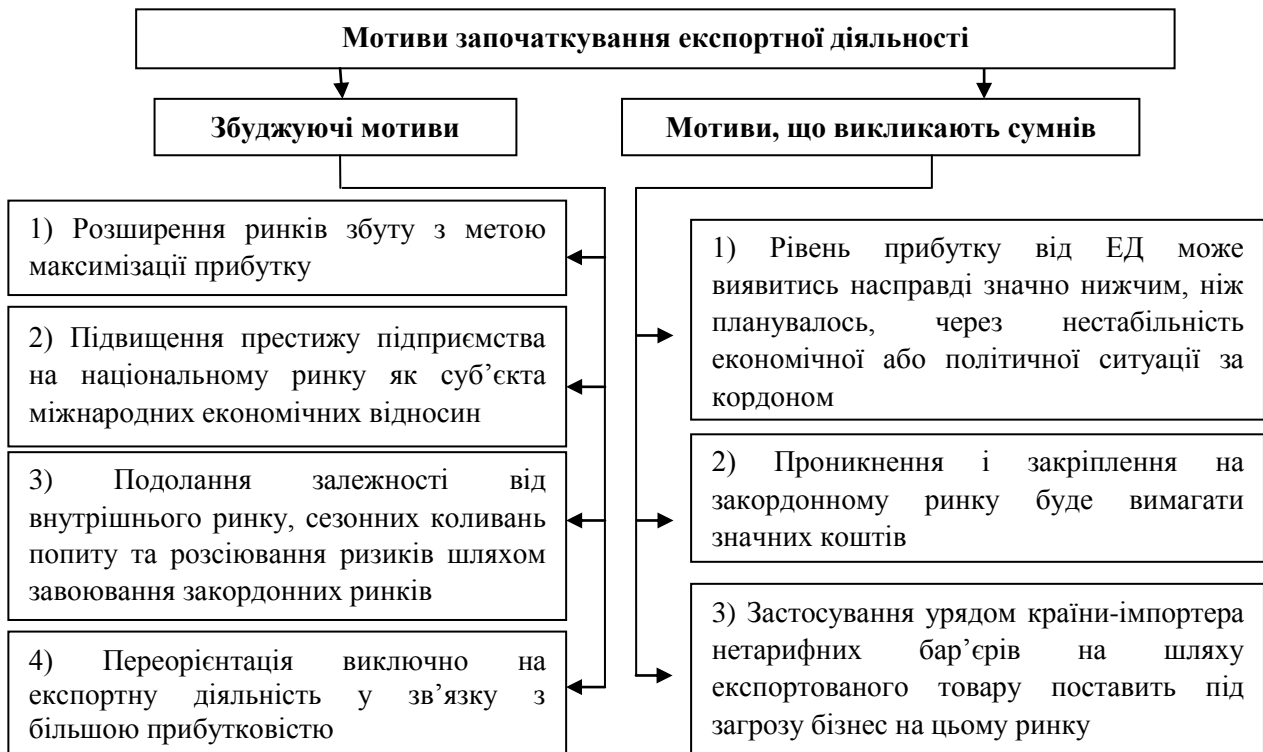 Мотиви започаткування експортної діяльності
Збуджуючі мотиви
Мотиви, що викликають сумнів
1) Розширення ринків збуту з метою
максимізації прибутку
2) Підвищення престижу підприємства
на національному ринку як суб’єкта
міжнародних економічних відносин
3) Подолання залежності від
внутрішнього ринку, сезонних коливань
попиту та розсіювання ризиків шляхом
завоювання закордонних ринків
4) Переорієнтація виключно на
експортну діяльність у зв’язку з
більшою прибутковістю
1) Рівень прибутку від ЕД може
виявитись насправді значно нижчим, ніж
планувалось, через нестабільність
економічної або політичної ситуації за
кордоном
2) Проникнення і закріплення на
закордонному ринку буде вимагати
значних коштів
3) Застосування урядом країни-імпортера
нетарифних бар’єрів на шляху
експортованого товару поставить під
загрозу бізнес на цьому ринку